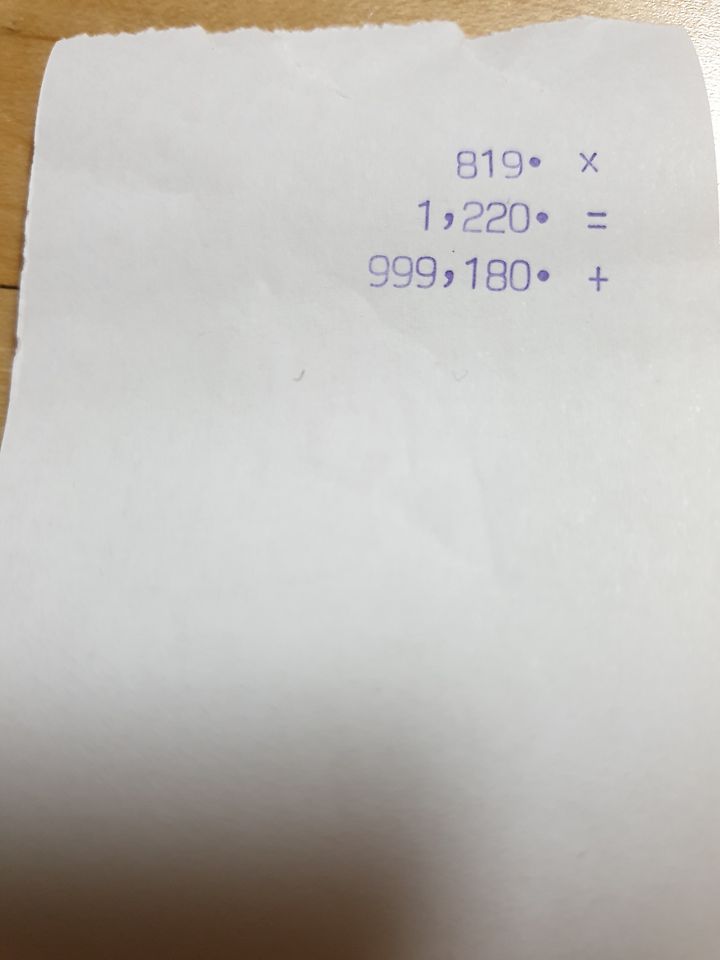 819• x
1,220• =
999,180• +